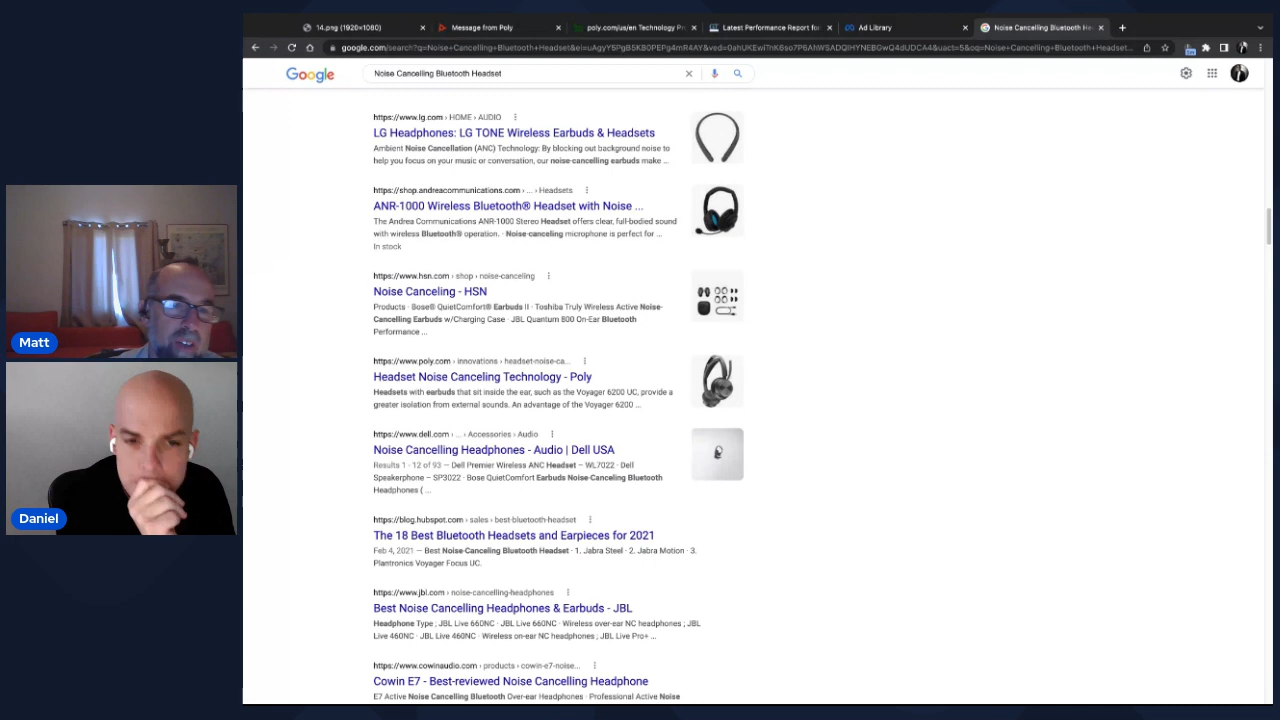 14.png (1920×1080)
Message from Poly
poly.com/us/en Technology Pr
Latest Performance Report for
Ad Library
Noise Cancelling Bluetooth He
Google
Noise Cancelling Bluetooth Headset
https://www.lg.com › HOME › AUDIO
LG Headphones: LG TONE Wireless Earbuds & Headsets
Ambient Noise Cancellation (ANC) Technology: By blocking out background noise to
help you focus on your music or conversation, our noise-cancelling earbuds make ...
https://shop.andreacommunications.com › ... › Headsets
ANR-1000 Wireless Bluetooth® Headset with Noise ...
The Andrea Communications ANR-1000 Stereo Headset offers clear, full-bodied sound
with wireless Bluetooth® operation. · Noise-canceling microphone is perfect for ...
In stock
https://www.hsn.com › shop › noise-canceling
Noise Canceling - HSN
Products · Bose® QuietComfort® Earbuds II · Toshiba Truly Wireless Active Noise-
Cancelling Earbuds w/Charging Case · JBL Quantum 800 On-Ear Bluetooth
Performance ...
Matt
https://www.poly.com › innovations › headset-noise-ca...
Headset Noise Canceling Technology - Poly
Headsets with earbuds that sit inside the ear, such as the Voyager 6200 UC, provide a
greater isolation from external sounds. An advantage of the Voyager 6200 ...
https://www.dell.com › ... › Accessories › Audio
Noise Cancelling Headphones - Audio | Dell USA
Results 1 - 12 of 93 — Dell Premier Wireless ANC Headset – WL7022 · Dell
Speakerphone – SP3022 · Bose QuietComfort Earbuds Noise-Canceling Bluetooth
Headphones ( ...
Daniel
https://blog.hubspot.com › sales › best-bluetooth-headset
The 18 Best Bluetooth Headsets and Earpieces for 2021
Feb 4, 2021 — Best Noise-Canceling Bluetooth Headset · 1. Jabra Steel · 2. Jabra Motion · 3.
Plantronics Voyager Focus UC.
https://www.jbl.com › noise-cancelling-headphones
Best Noise Cancelling Headphones & Earbuds - JBL
Headphone Type ; JBL Live 660NC · JBL Live 660NC · Wireless over-ear NC headphones ; JBL
Live 460NC · JBL Live 460NC · Wireless on-ear NC headphones ; JBL Live Pro+ ...
https://www.cowinaudio.com › products › cowin-e7-noise...
Cowin E7 - Best-reviewed Noise Cancelling Headphone
E7 Active Noise Cancelling Bluetooth Over-ear Headphones · Professional Active Noise